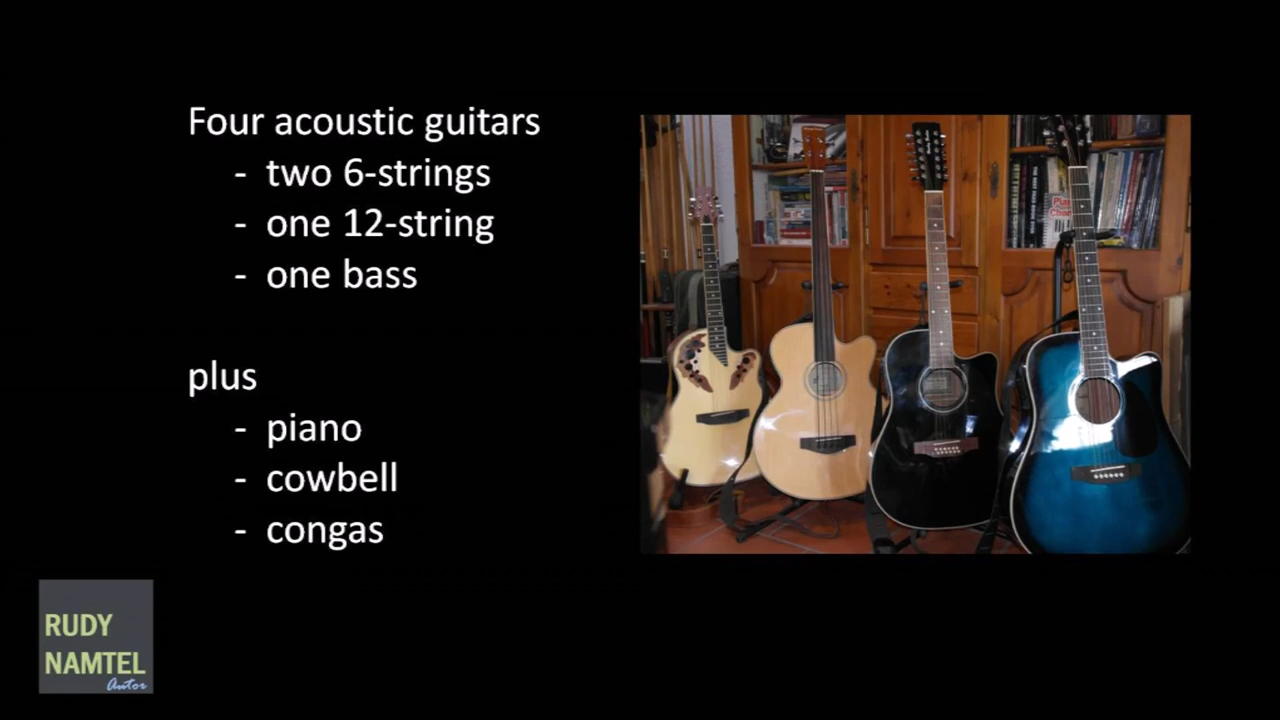 Four acoustic guitars
- two 6-strings
- one 12-string
- one bass
plus
- piano
- cowbell
- congas
RUDY
NAMTEL
Autor